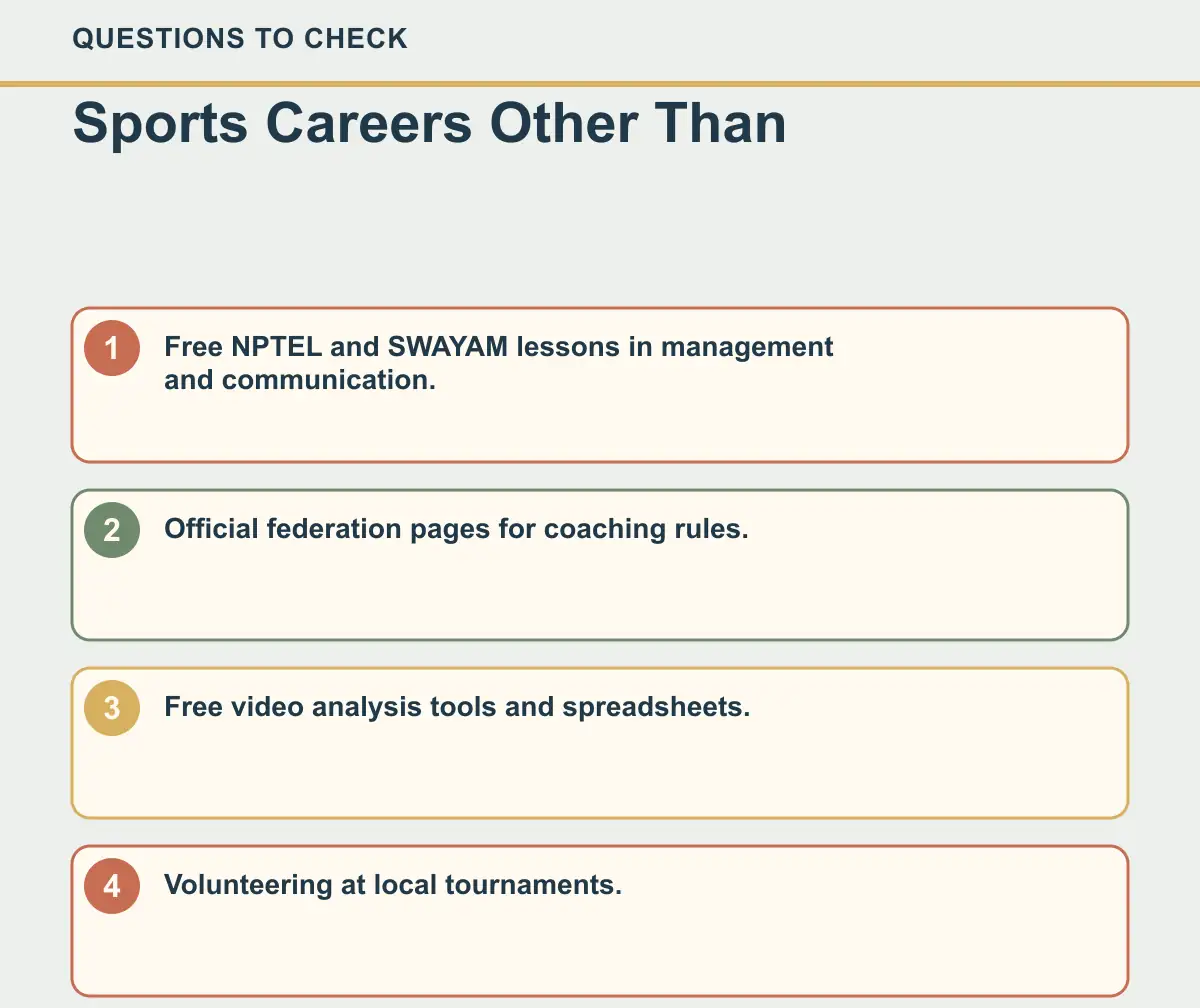 QUESTIONS TO CHECK
Sports Careers Other Than
1
Free NPTEL and SWAYAM lessons in management
and communication.
2
Official federation pages for coaching rules.
3
Free video analysis tools and spreadsheets.
4
Volunteering at local tournaments.